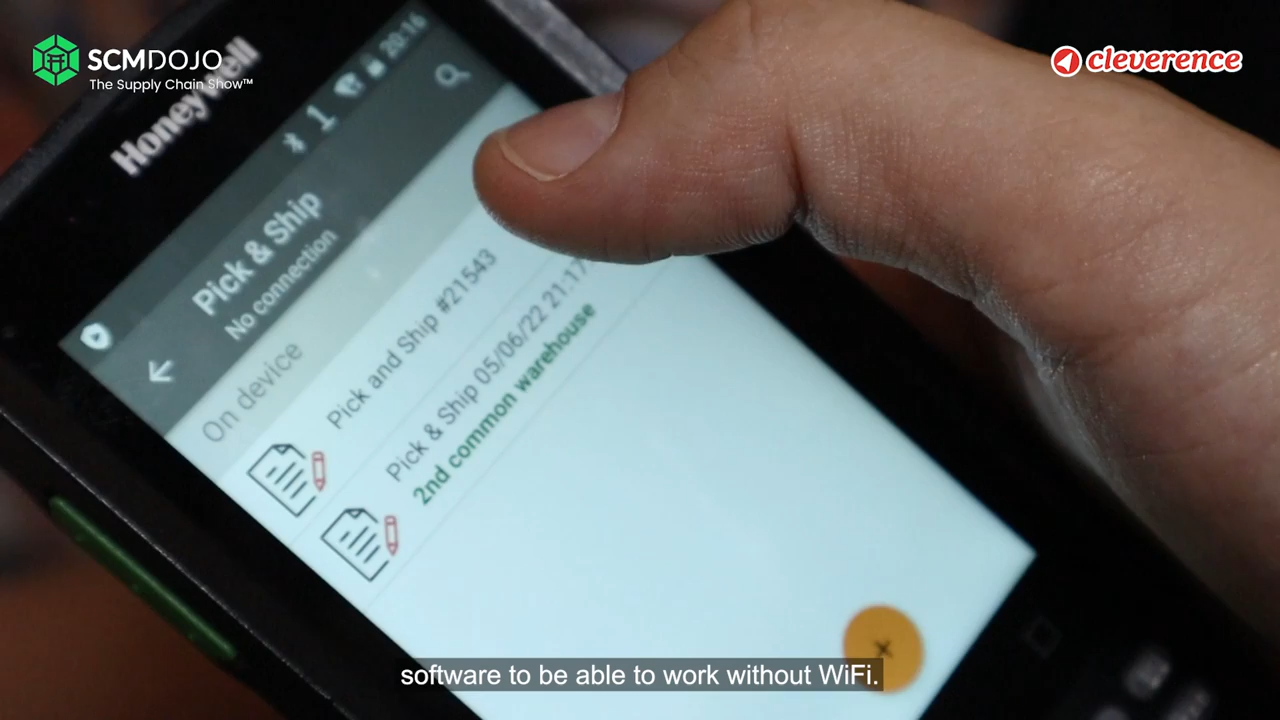 SCMDOJO
The Supply Chain Show™
cleverence
Honeywell
1
20:16
Pick & Ship
No connection
On device
Pick and Ship #21543
Pick & Ship 05/06/22 21:17:
2nd common warehouse
software to be able to work without WiFi.